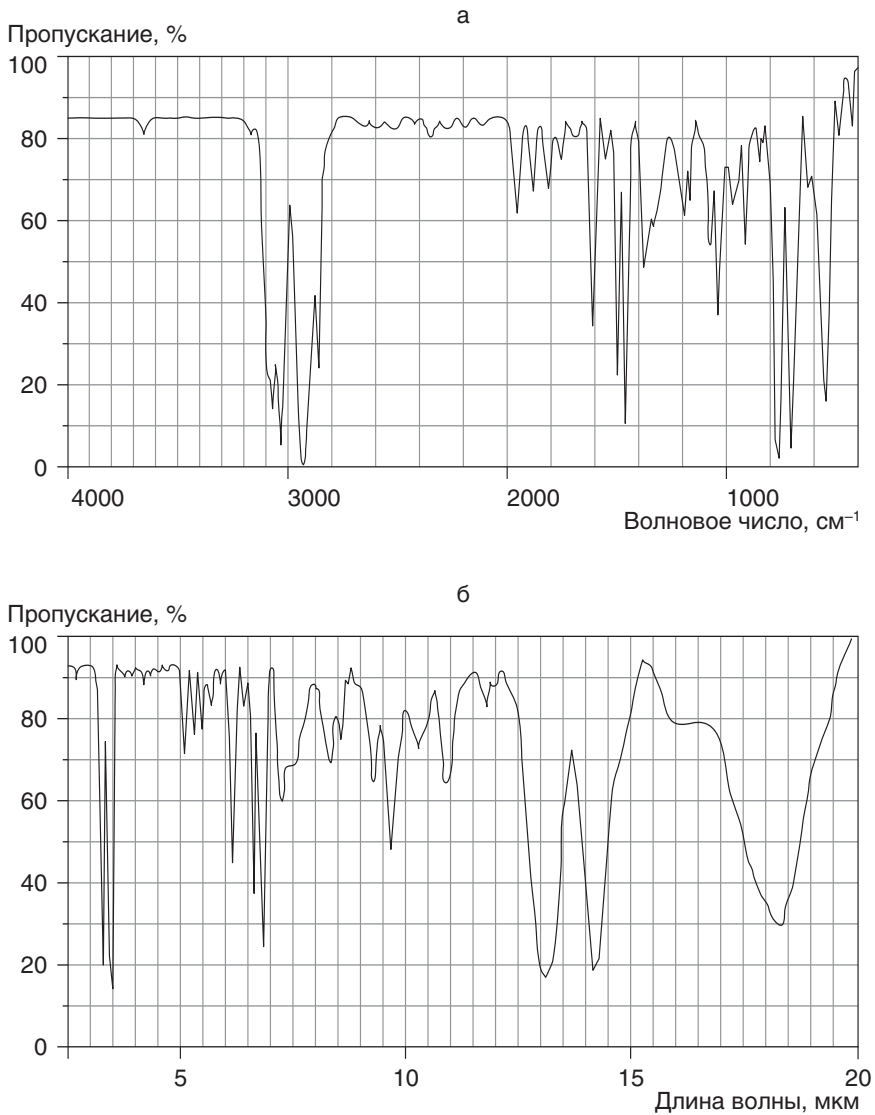 а
Пропускание, %
100
80
60
40
20
0
4000 3000 2000 1000
Волновое число, см⁻¹
б
Пропускание, %
100
80
60
40
20
0
5 10 15 20
Длина волны, мкм